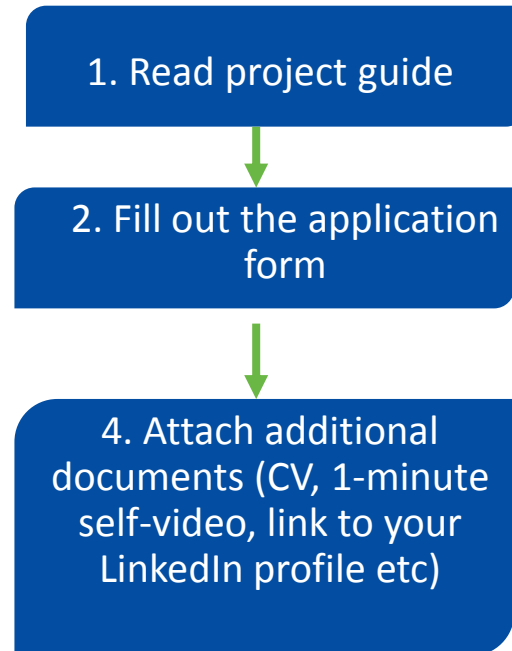 1. Read project guide
2. Fill out the application
form
4. Attach additional
documents (CV, 1-minute
self-video, link to your
LinkedIn profile etc)